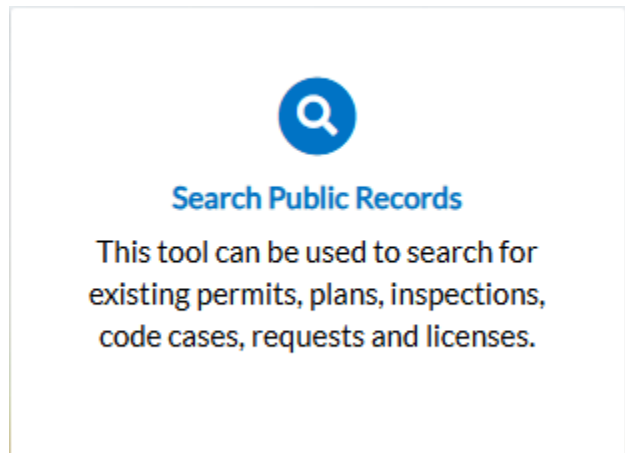 Search Public Records
This tool can be used to search for
existing permits, plans, inspections,
code cases, requests and licenses.